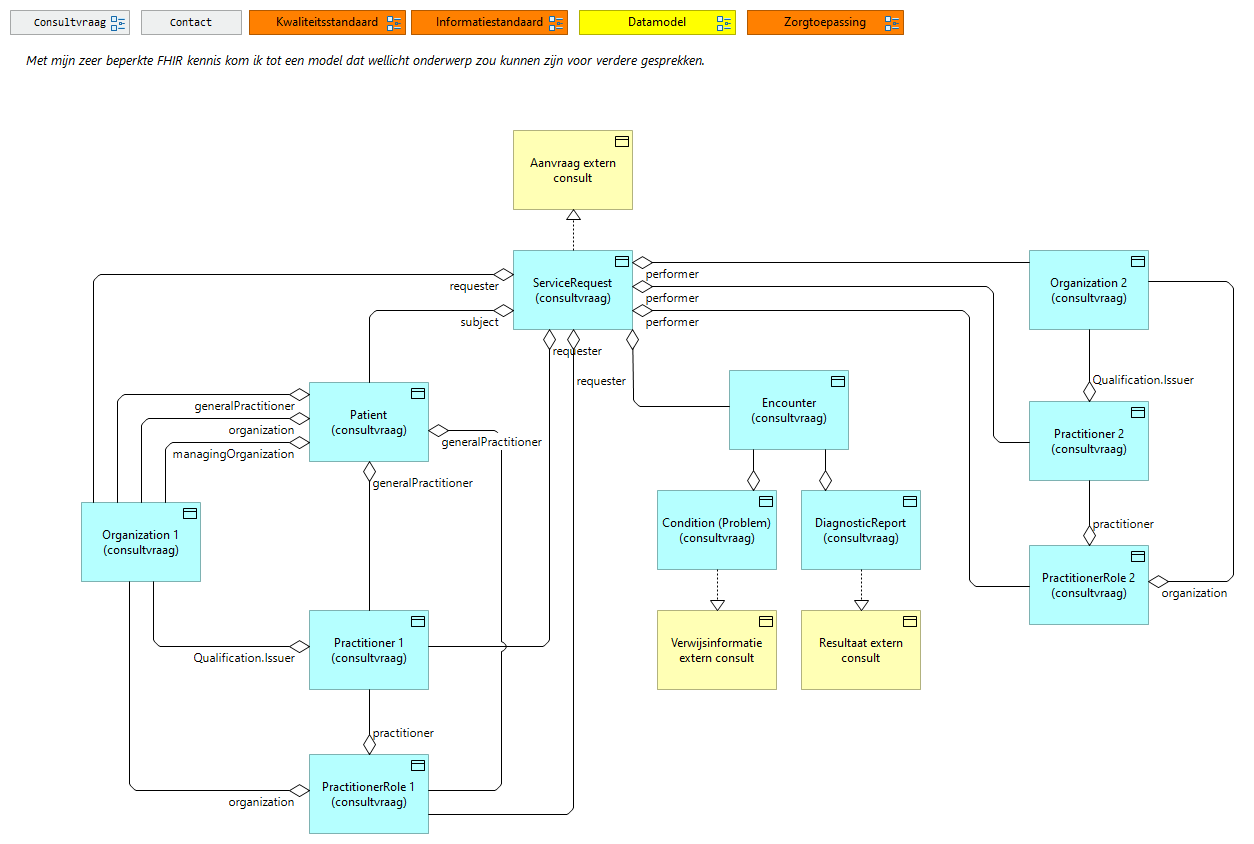 Consultvraag
Contact
Kwaliteitsstandaard
Informatiestandaard
Datamodel
Zorgtoepassing
Met mijn zeer beperkte FHIR kennis kom ik tot een model dat wellicht onderwerp zou kunnen zijn voor verdere gesprekken.
Aanvraag extern
consult
ServiceRequest
(consultvraag)
requester
subject
performer
performer
performer
requester
requester
Organization 2
(consultvraag)
Qualification.Issuer
Practitioner 2
(consultvraag)
practitioner
PractitionerRole 2
(consultvraag)
organization
Encounter
(consultvraag)
Condition (Problem)
(consultvraag)
DiagnosticReport
(consultvraag)
Verwijsinformatie
extern consult
Resultaat extern
consult
Patient
(consultvraag)
generalPractitioner
organization
managingOrganization
generalPractitioner
generalPractitioner
Organization 1
(consultvraag)
Practitioner 1
(consultvraag)
Qualification.Issuer
practitioner
PractitionerRole 1
(consultvraag)
organization